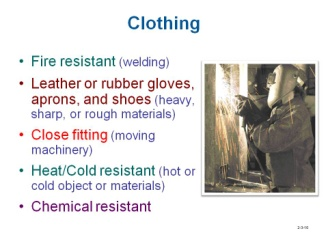 Clothing
• Fire resistant (welding)
• Leather or rubber gloves,
aprons, and shoes (heavy,
sharp, or rough materials)
• Close fitting (moving
machinery)
• Heat/Cold resistant (hot or
cold object or materials)
• Chemical resistant